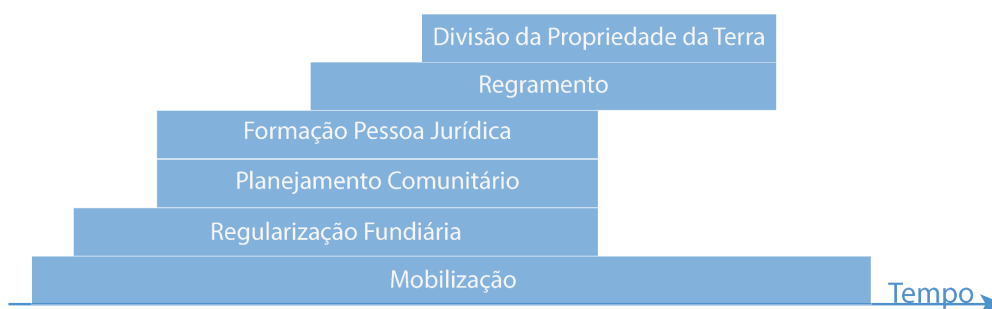 Divisão da Propriedade da Terra
Regramento
Formação Pessoa Jurídica
Planejamento Comunitário
Regularização Fundiária
Mobilização
Tempo